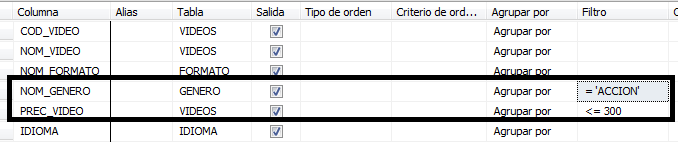 Columna Alias Tabla Salida Tipo de orden Criterio de ord... Agrupar por Filtro
COD_VIDEO VIDEOS Agrupar por
NOM_VIDEO VIDEOS Agrupar por
NOM_FORMATO FORMATO Agrupar por
NOM_GENERO GENERO Agrupar por = 'ACCION'
PREC_VIDEO VIDEOS Agrupar por <= 300
IDIOMA IDIOMA Agrupar por